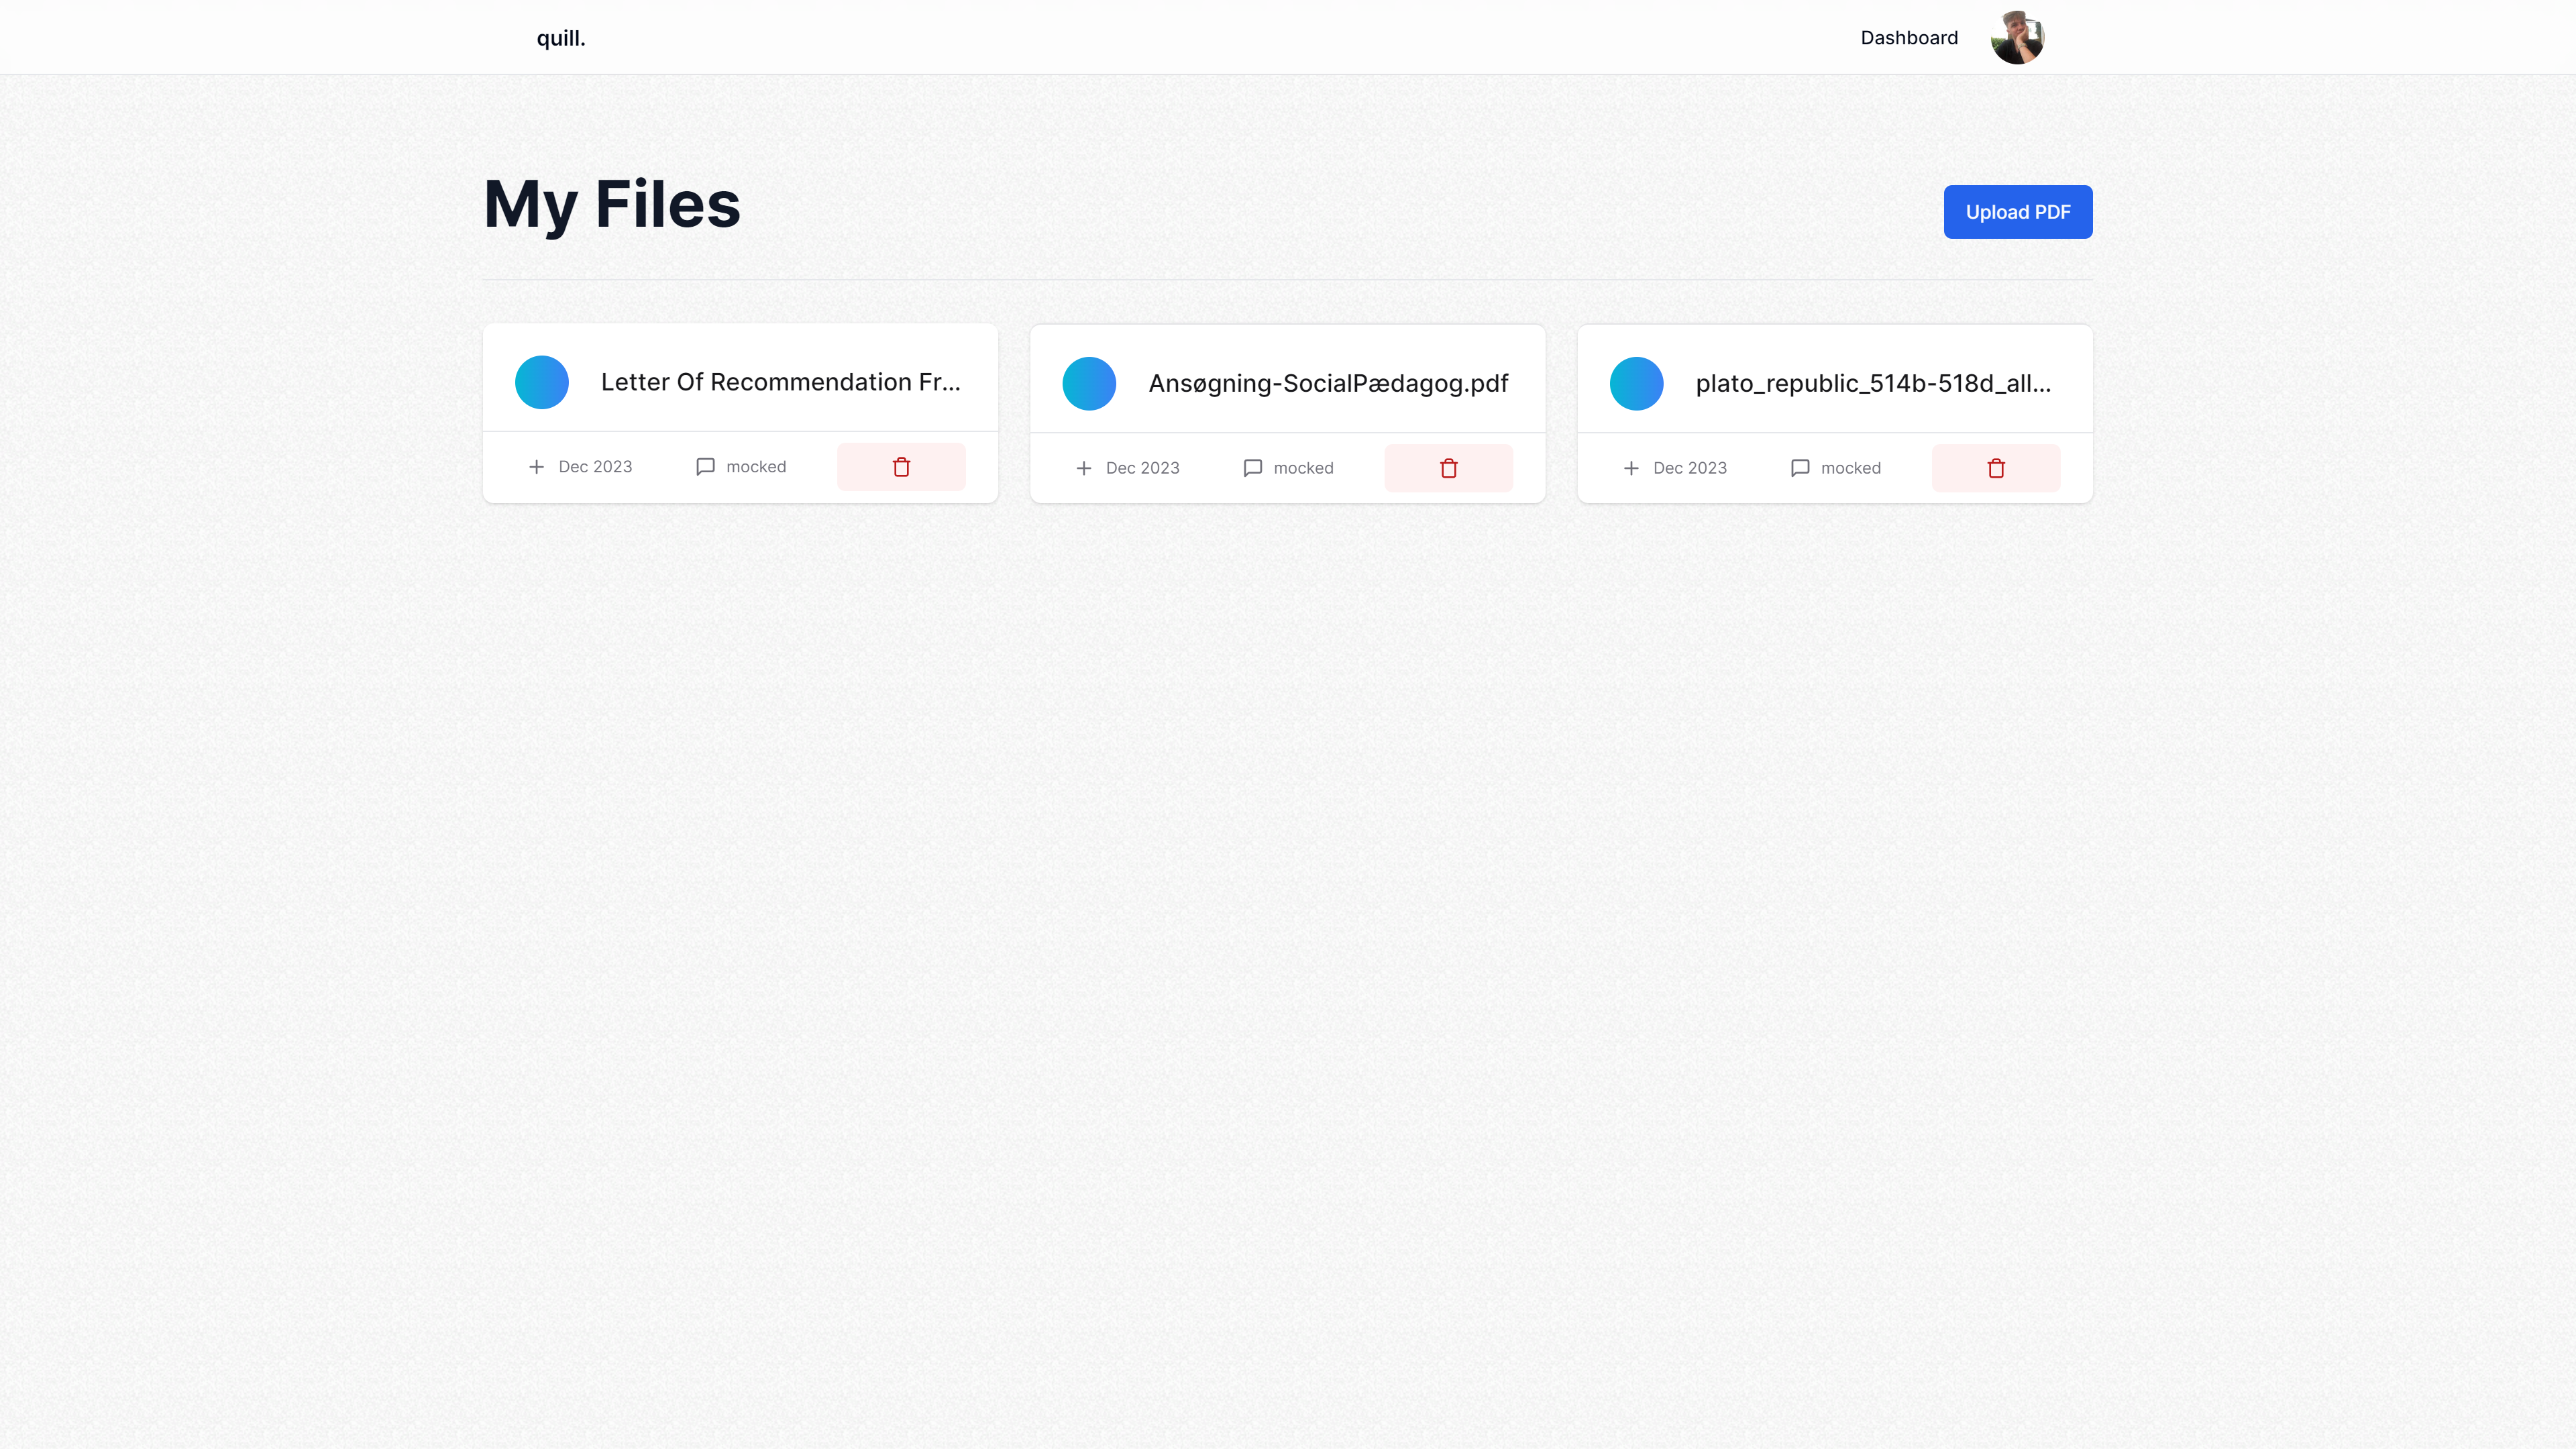 quill.
Dashboard
My Files
Upload PDF
Letter Of Recommendation Fr...
Dec 2023
mocked
Ansøgning-SocialPædagog.pdf
Dec 2023
mocked
plato_republic_514b-518d_all...
Dec 2023
mocked